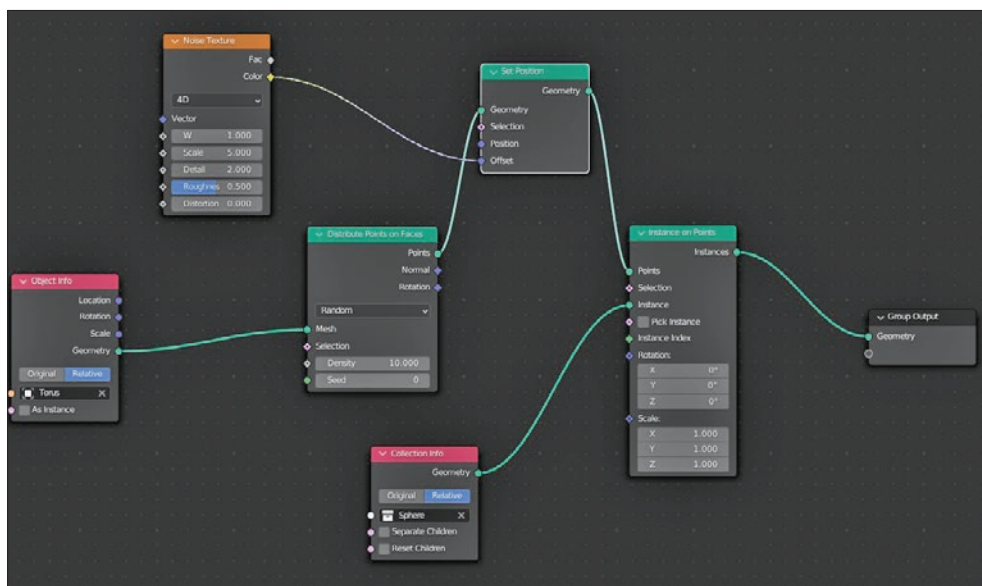 Noise Texture
Fac
Color
4D
Vector
W 1.000
Scale 5.000
Detail 2.000
Roughnes 0.500
Distortion 0.000
Set Position
Geometry
Geometry
Selection
Position
Offset
Distribute Points on Faces
Points
Normal
Rotation
Random
Mesh
Selection
Density 10.000
Seed 0
Instance on Points
Instances
Points
Selection
Instance
Pick Instance
Instance Index
Rotation:
X 0°
Y 0°
Z 0°
Scale:
X 1.000
Y 1.000
Z 1.000
Object Info
Location
Rotation
Scale
Geometry
Original Relative
Torus
As Instance
Group Output
Geometry
Collection Info
Geometry
Original Relative
Sphere
Separate Children
Reset Children